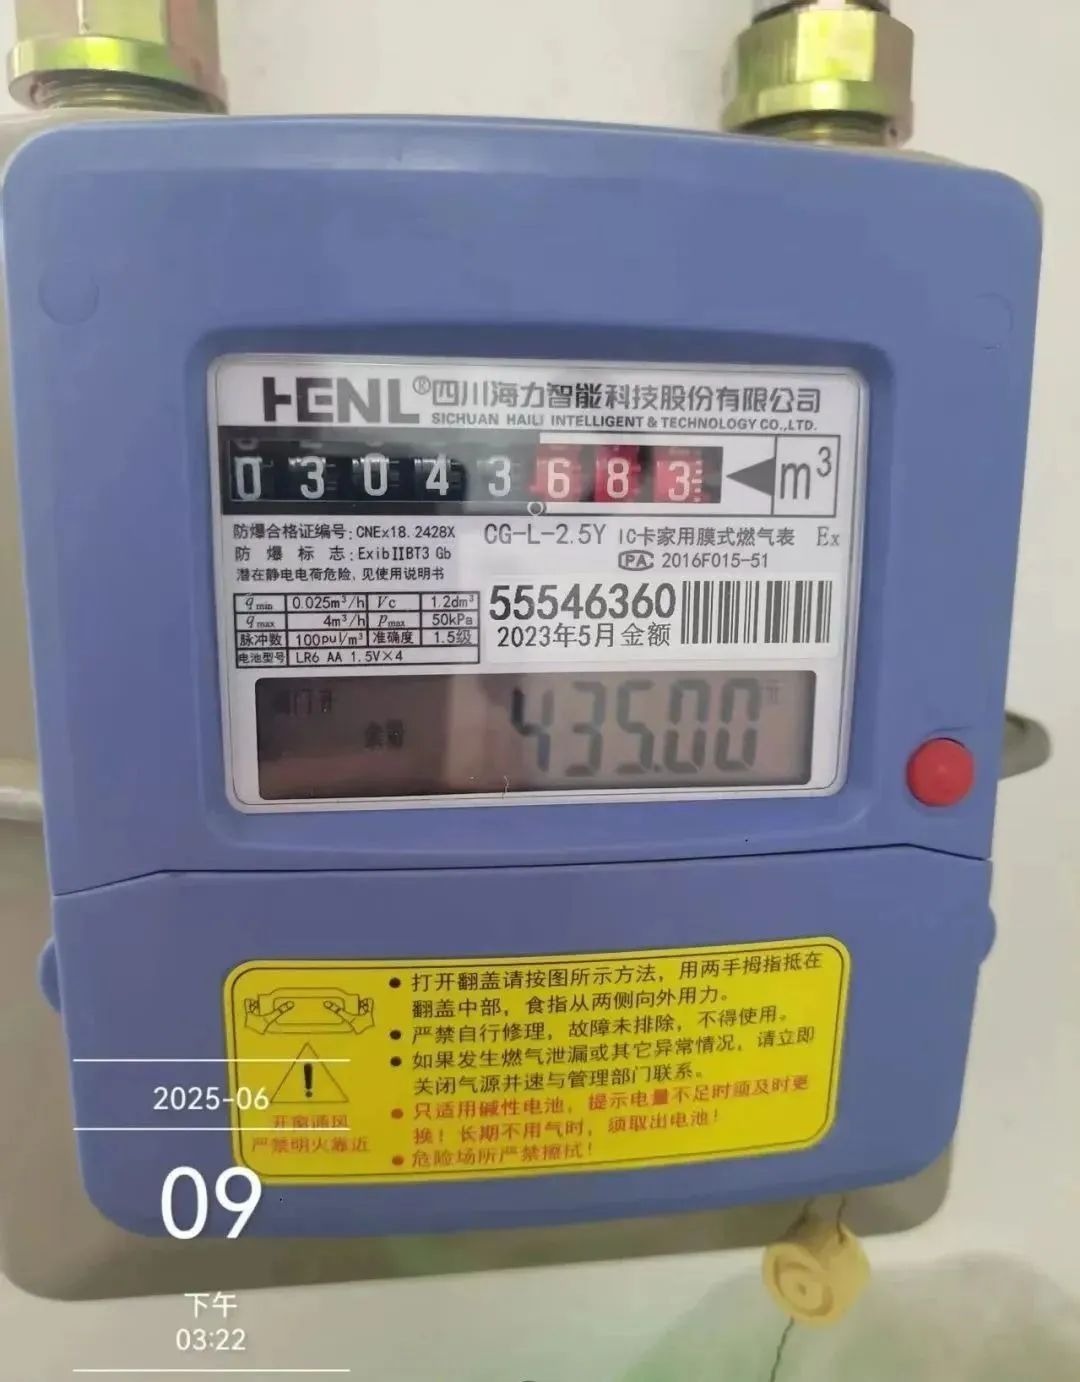 HENL®四川海力智能科技股份有限公司
SICHUAN HAILI INTELLIGENT & TECHNOLOGY CO.,LTD.
0 3 0 4 3 6 8 3 m³
防爆合格证编号:CNEx18.2428X
防 爆 标 志:ExibⅡBT3 Gb
潜在静电电荷危险,见使用说明书
CG-L-2.5Y IC卡家用膜式燃气表 Ex
PA 2016F015-51
qmin 0.025m³/h Vc 1.2dm³
qmax 4m³/h Pmax 50kPa
脉冲数 100pul/m³ 准确度 1.5级
电池型号 LR6 AA 1.5V×4
55546360
2023年5月金额
阀门开
435.00 元
● 打开翻盖请按图所示方法，用两手拇指抵在
翻盖中部，食指从两侧向外用力。
● 严禁自行修理，故障未排除，不得使用。
● 如果发生燃气泄漏或其它异常情况，请立即
关闭气源并速与管理部门联系。
● 只适用碱性电池，提示电量不足时须及时更
换！长期不用气时，须取出电池！
● 危险场所严禁擦拭！
开窗通风
严禁明火靠近
2025-06
09
下午
03:22